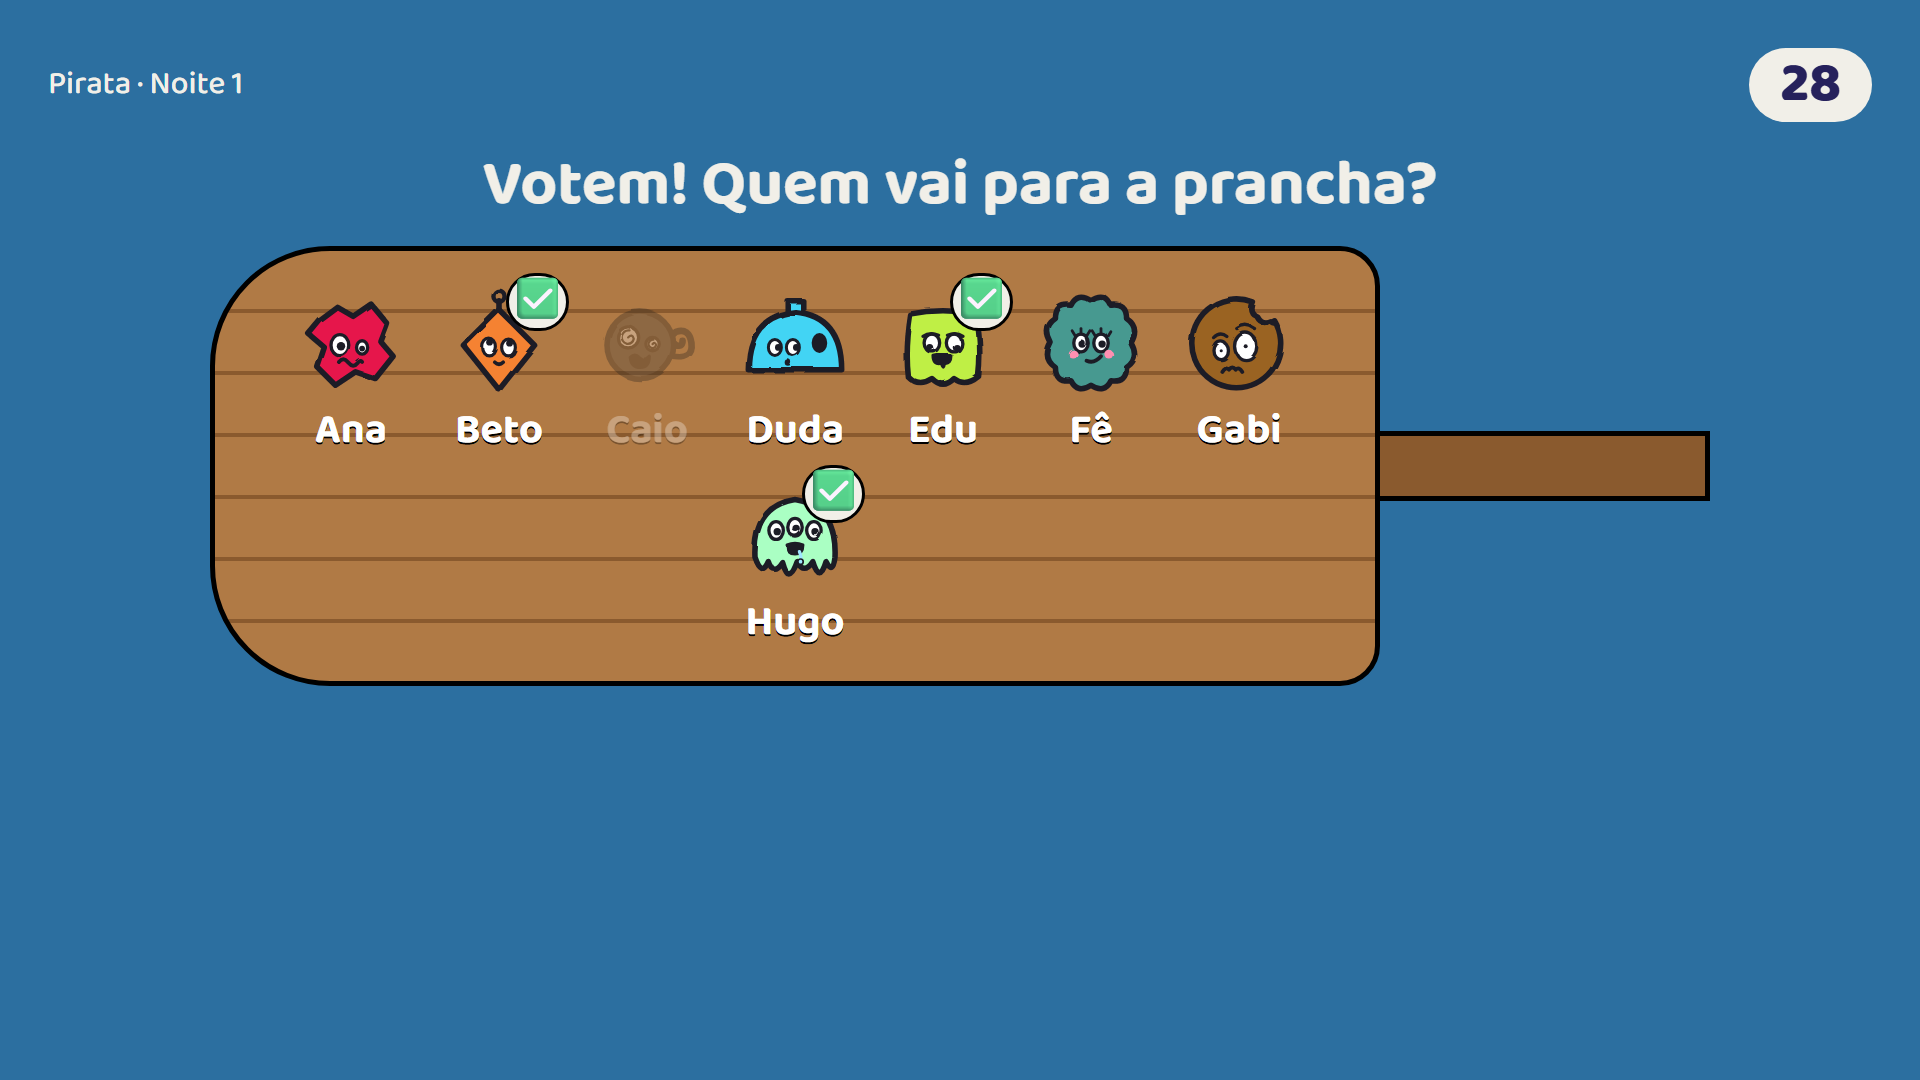 Pirata · Noite 1
28
Votem! Quem vai para a prancha?
Ana
Beto
Caio
Duda
Edu
Fê
Gabi
Hugo